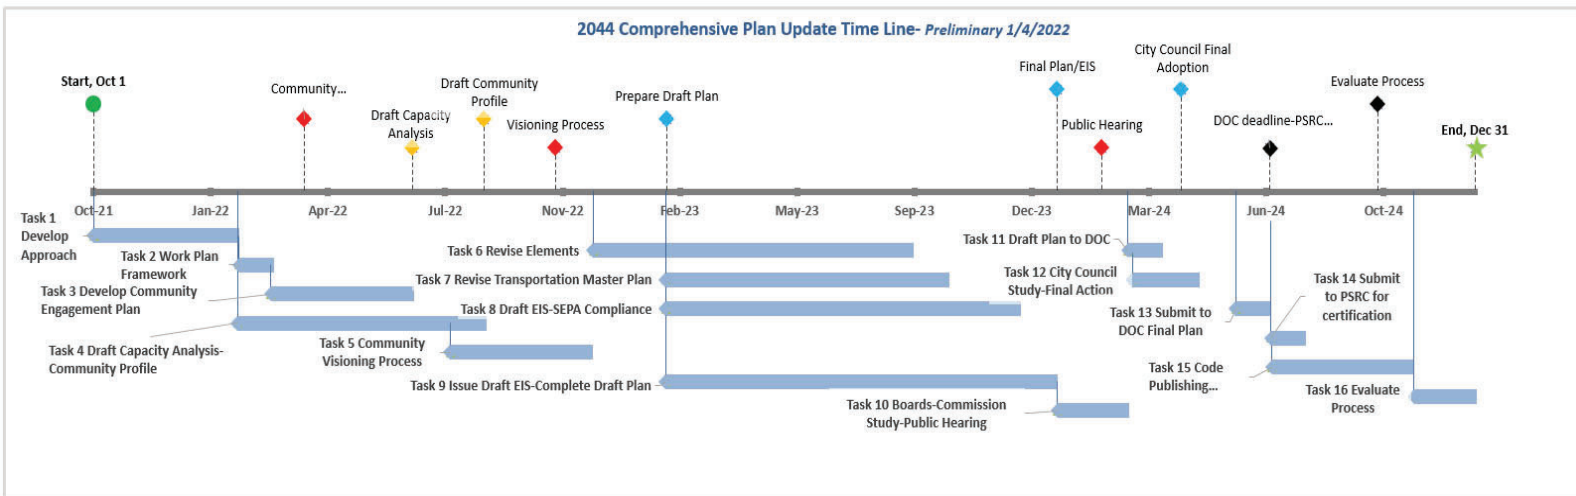 2044 Comprehensive Plan Update Time Line- Preliminary 1/4/2022
Start, Oct 1
Community...
Draft Capacity
Analysis
Draft Community
Profile
Visioning Process
Prepare Draft Plan
Final Plan/EIS
Public Hearing
City Council Final
Adoption
DOC deadline-PSRC...
Evaluate Process
End, Dec 31
Oct-21
Jan-22
Apr-22
Jul-22
Nov-22
Feb-23
May-23
Sep-23
Dec-23
Mar-24
Jun-24
Oct-24
Task 1
Develop
Approach
Task 2 Work Plan
Framework
Task 3 Develop Community
Engagement Plan
Task 4 Draft Capacity Analysis-
Community Profile
Task 5 Community
Visioning Process
Task 6 Revise Elements
Task 7 Revise Transportation Master Plan
Task 8 Draft EIS-SEPA Compliance
Task 9 Issue Draft EIS-Complete Draft Plan
Task 10 Boards-Commission
Study-Public Hearing
Task 11 Draft Plan to DOC
Task 12 City Council
Study-Final Action
Task 13 Submit to
DOC Final Plan
Task 14 Submit
to PSRC for
certification
Task 15 Code
Publishing...
Task 16 Evaluate
Process